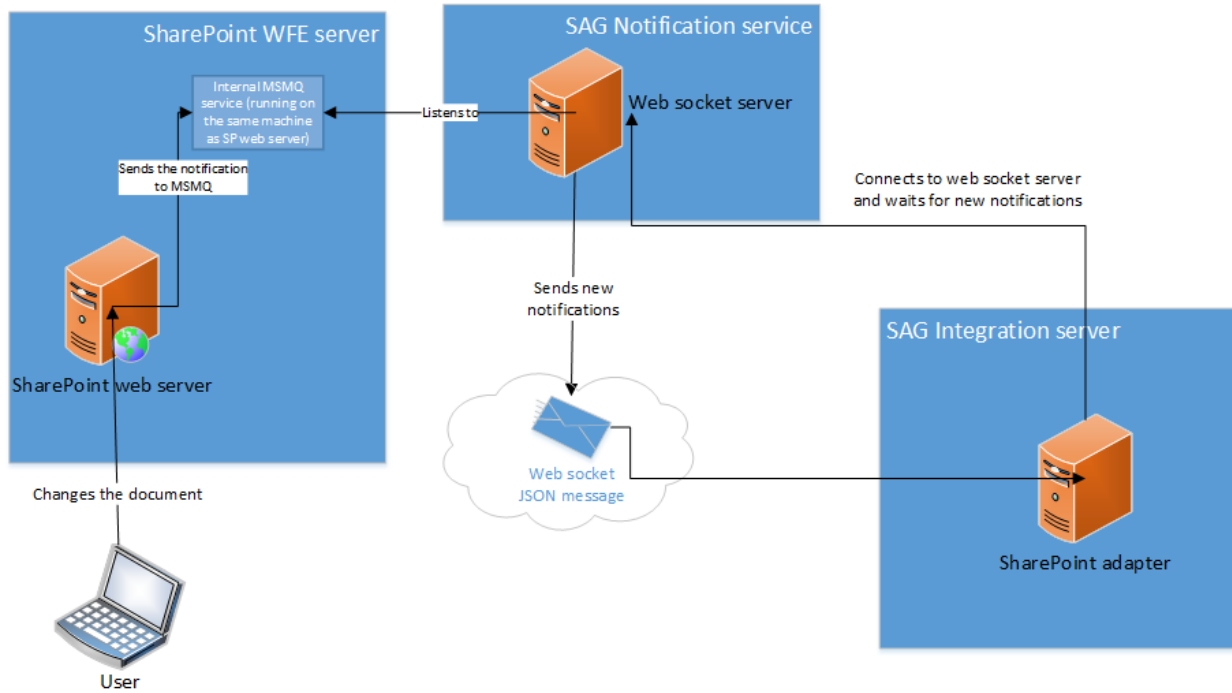 SharePoint WFE server
Internal MSMQ
service (running on
the same machine
as SP web server)
Sends the notification
to MSMQ
SharePoint web server
Changes the document
User
SAG Notification service
Web socket server
Listens to
Sends new
notifications
Web socket
JSON message
Connects to web socket server
and waits for new notifications
SAG Integration server
SharePoint adapter